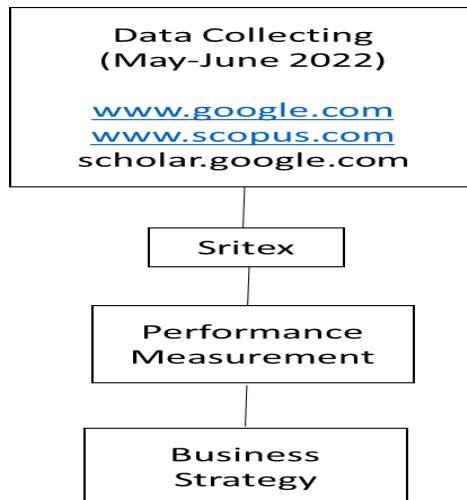 Data Collecting
(May-June 2022)
www.google.com
www.scopus.com
scholar.google.com
Sritex
Performance
Measurement
Business
Strategy